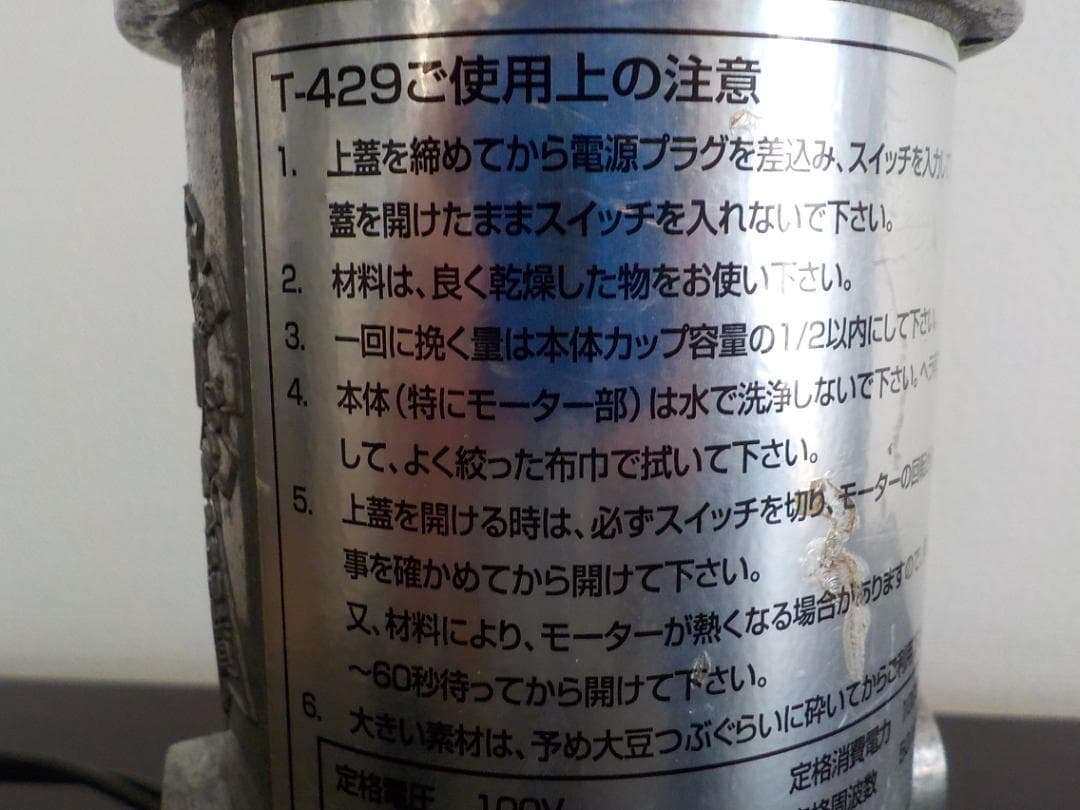 T-429ご使用上の注意
1. 上蓋を締めてから電源プラグを差込み、スイッチを入れ
蓋を開けたままスイッチを入れないで下さい。
2. 材料は、良く乾燥した物をお使い下さい。
3. 一回に挽く量は本体カップ容量の1/2以内にして下さい。
4. 本体(特にモーター部)は水で洗浄しないで下さい。ヘラ
して、よく絞った布巾で拭いて下さい。
5. 上蓋を開ける時は、必ずスイッチを切り、モーターの回
事を確かめてから開けて下さい。
又、材料により、モーターが熱くなる場合がありますので、
〜60秒待ってから開けて下さい。
6. 大きい素材は、予め大豆つぶぐらいに砕いてからご
定格電圧 100V
定格消費電力
定格周波数